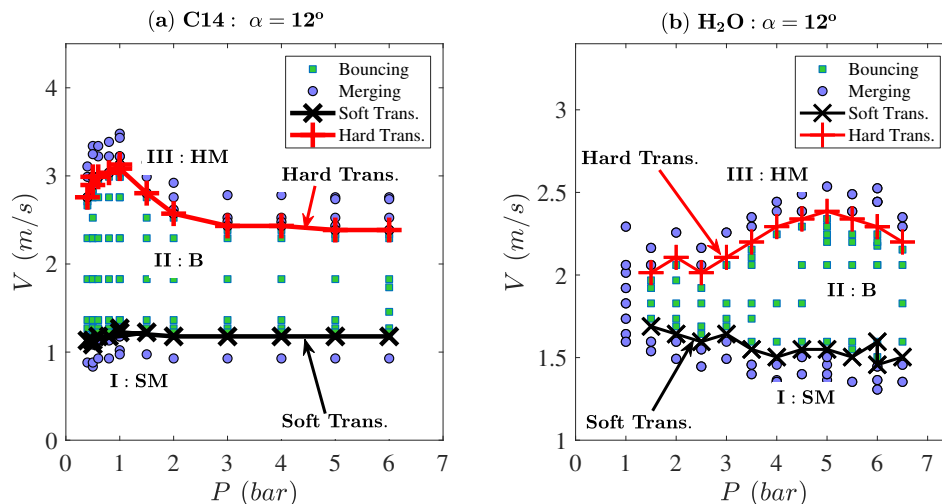 (a) C14 : α = 12°
V (m/s)
4
3
2
1
0
Bouncing
Merging
Soft Trans.
Hard Trans.
III : HM
Hard Trans.
II : B
I : SM
Soft Trans.
0 1 2 3 4 5 6 7
P (bar)
(b) H₂O : α = 12°
V (m/s)
3
2.5
2
1.5
1
Bouncing
Merging
Soft Trans.
Hard Trans.
Hard Trans.
III : HM
II : B
I : SM
Soft Trans.
0 1 2 3 4 5 6 7
P (bar)